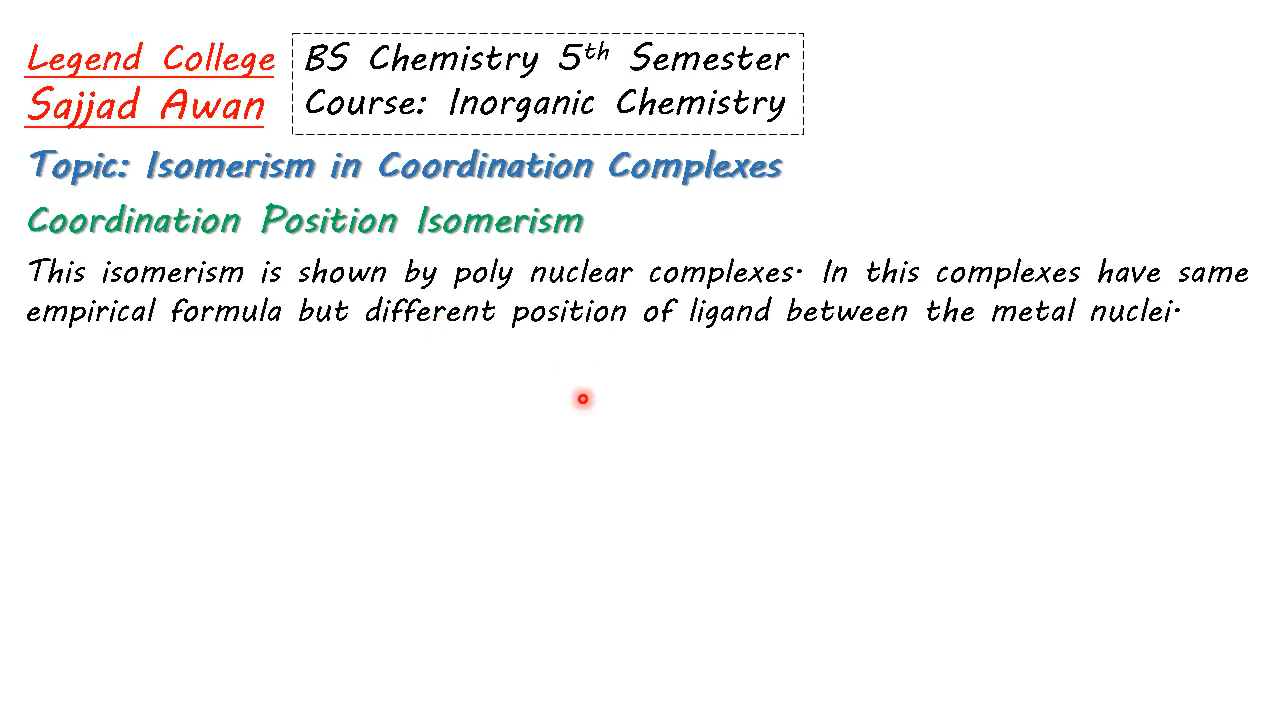 Legend College
Sajjad Awan
BS Chemistry 5th Semester
Course: Inorganic Chemistry
Topic: Isomerism in Coordination Complexes
Coordination Position Isomerism
This isomerism is shown by poly nuclear complexes. In this complexes have same
empirical formula but different position of ligand between the metal nuclei.